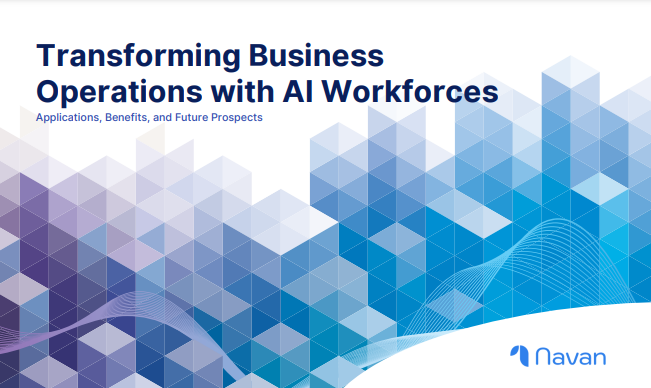 Transforming Business
Operations with AI Workforces
Applications, Benefits, and Future Prospects
Navan